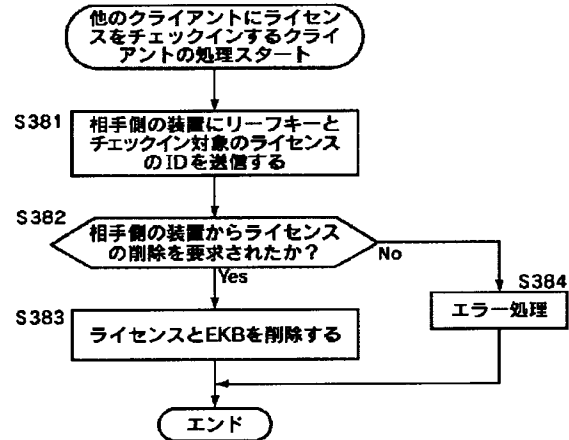 他のクライアントにライセン
スをチェックインするクライ
アントの処理スタート
S381
相手側の装置にリーフキーと
チェックイン対象のライセンス
のIDを送信する
S382
相手側の装置からライセンス
の削除を要求されたか？
No
Yes
S384
エラー処理
S383
ライセンスとEKBを削除する
エンド